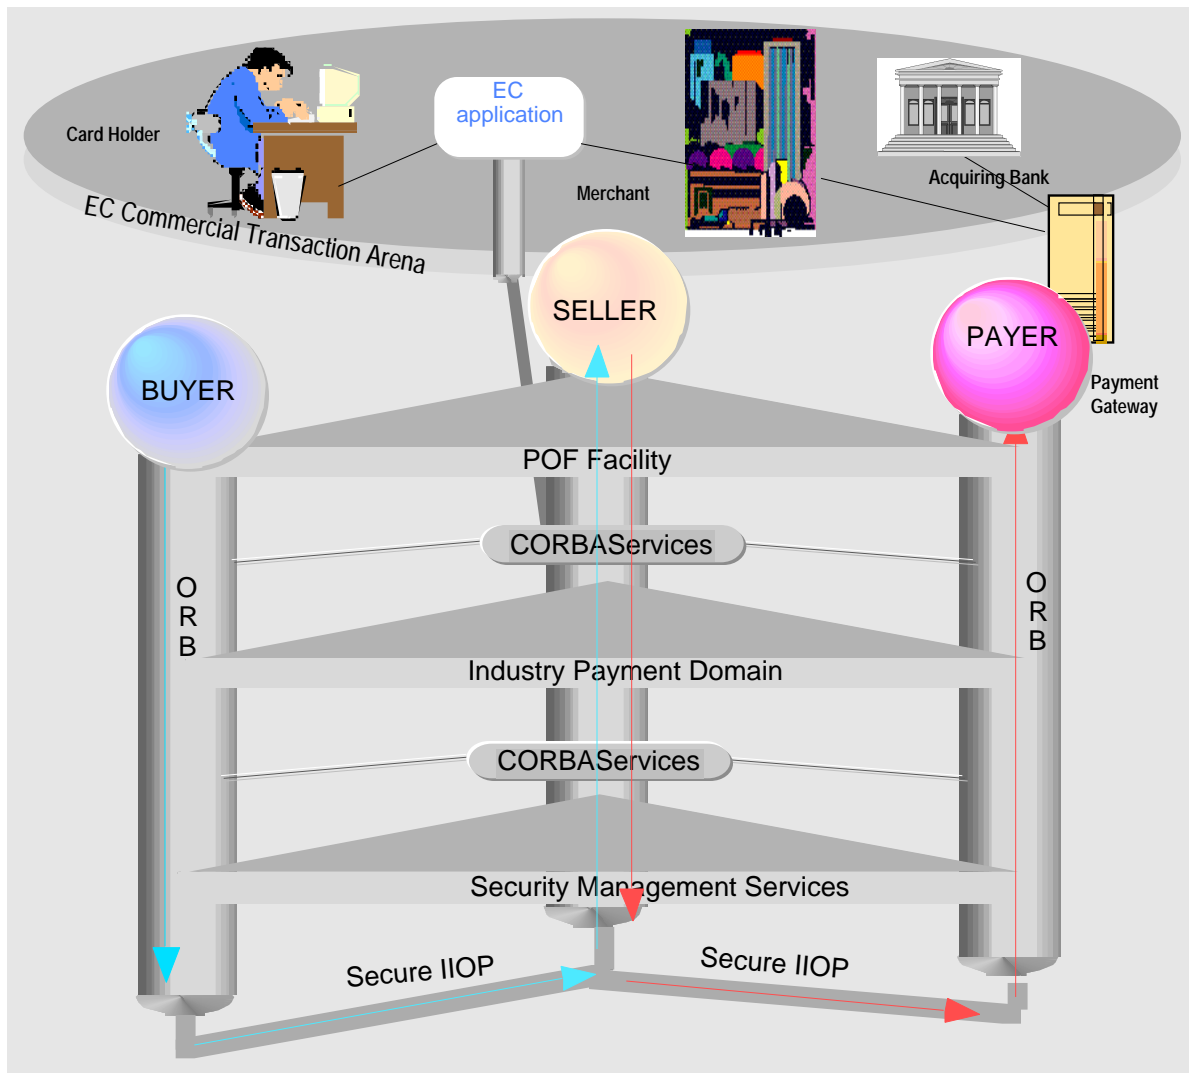 EC
application
Card Holder
Acquiring Bank
Merchant
EC Commercial Transaction Arena
SELLER
PAYER
BUYER
Payment
Gateway
POF Facility
CORBAServices
O
R
B
O
R
B
Industry Payment Domain
CORBAServices
Security Management Services
Secure IIOP
Secure IIOP